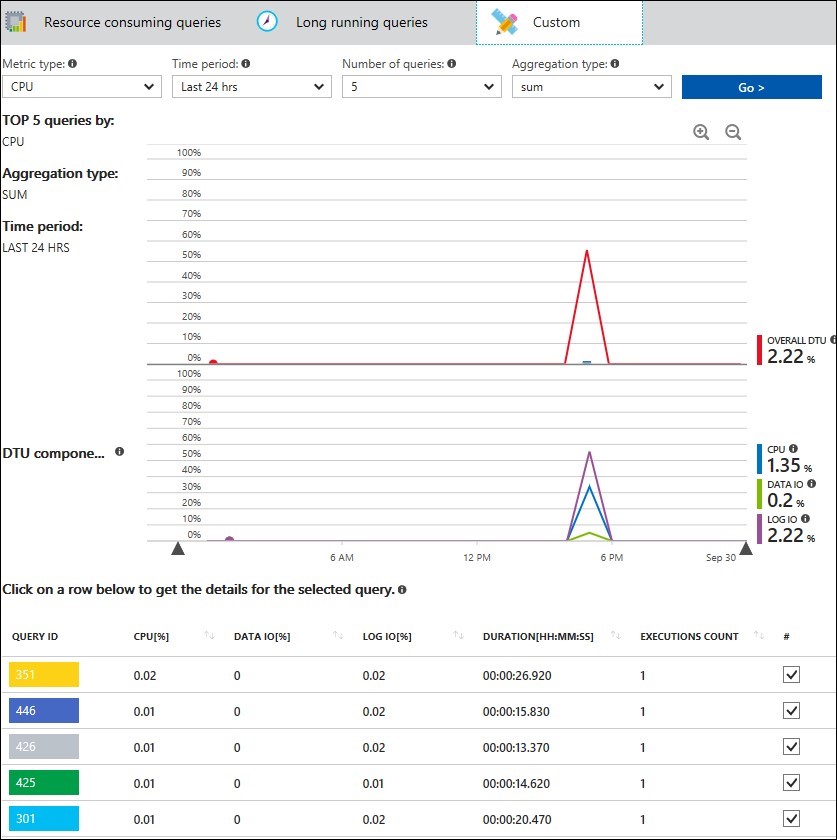 Resource consuming queries Long running queries Custom
Metric type: Time period: Number of queries: Aggregation type:
CPU Last 24 hrs 5 sum Go >
TOP 5 queries by:
CPU
Aggregation type:
SUM
Time period:
LAST 24 HRS
100%
90%
80%
70%
60%
50%
40%
30%
20%
10%
0%
OVERALL DTU
2.22 %
100%
90%
80%
70%
60%
50%
40%
30%
20%
10%
0%
DTU compone...
CPU
1.35 %
DATA IO
0.2 %
LOG IO
2.22 %
6 AM 12 PM 6 PM Sep 30
Click on a row below to get the details for the selected query.
QUERY ID CPU[%] DATA IO[%] LOG IO[%] DURATION[HH:MM:SS] EXECUTIONS COUNT #
351 0.02 0 0.02 00:00:26.920 1
446 0.01 0 0.02 00:00:15.830 1
426 0.01 0 0.02 00:00:13.370 1
425 0.01 0 0.01 00:00:14.620 1
301 0.01 0 0.02 00:00:20.470 1